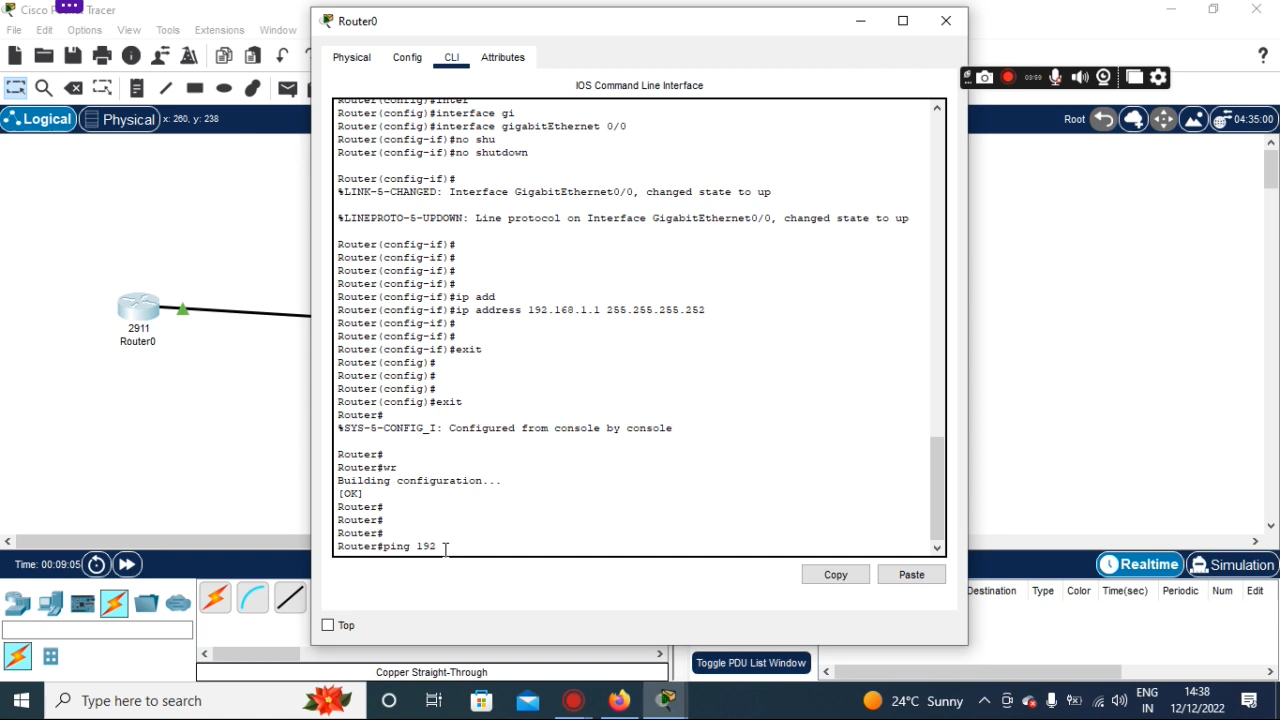 Cisco Packet Tracer
File Edit Options View Tools Extensions Window
Logical Physical x: 260, y: 238
Root 04:35:00
03:59
2911
Router0
Router0
Physical Config CLI Attributes
IOS Command Line Interface
Router(config)#inter
Router(config)#interface gi
Router(config)#interface gigabitEthernet 0/0
Router(config-if)#no shu
Router(config-if)#no shutdown
Router(config-if)#
%LINK-5-CHANGED: Interface GigabitEthernet0/0, changed state to up
%LINEPROTO-5-UPDOWN: Line protocol on Interface GigabitEthernet0/0, changed state to up
Router(config-if)#
Router(config-if)#
Router(config-if)#
Router(config-if)#
Router(config-if)#ip add
Router(config-if)#ip address 192.168.1.1 255.255.255.252
Router(config-if)#
Router(config-if)#
Router(config-if)#exit
Router(config)#
Router(config)#
Router(config)#
Router(config)#exit
Router#
%SYS-5-CONFIG_I: Configured from console by console
Router#
Router#wr
Building configuration...
[OK]
Router#
Router#
Router#
Router#ping 192
Copy Paste
Top
Time: 00:09:05
Realtime Simulation
Destination Type Color Time(sec) Periodic Num Edit
Copper Straight-Through
Toggle PDU List Window
Type here to search
24°C Sunny
ENG
IN
14:38
12/12/2022